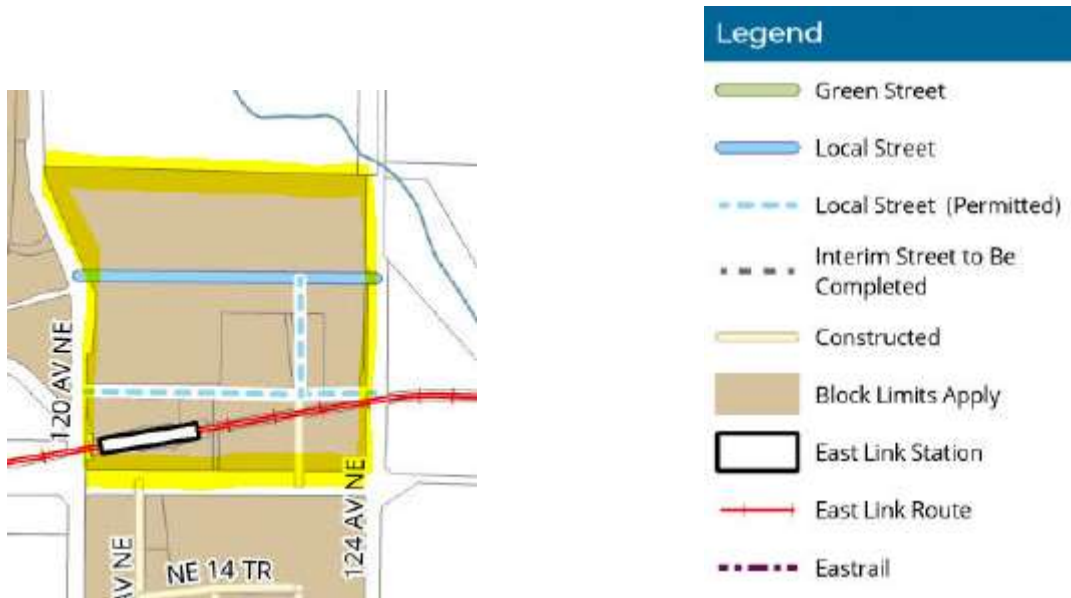 120 AV NE
124 AV NE
AV NE
NE 14 TR
Legend
Green Street
Local Street
Local Street (Permitted)
Interim Street to Be
Completed
Constructed
Block Limits Apply
East Link Station
East Link Route
Eastrail